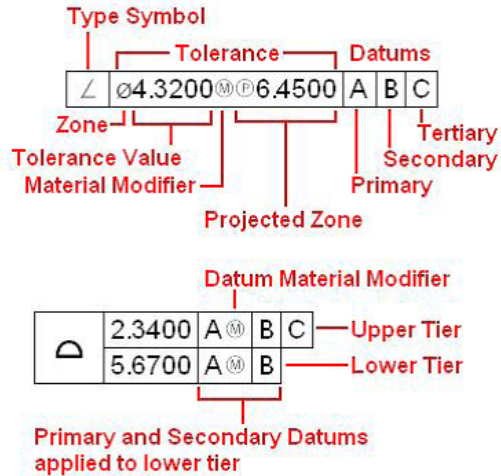 Type Symbol
Tolerance Datums
∠ ⌀4.3200Ⓜ Ⓟ6.4500 A B C
Zone Tertiary
Tolerance Value Secondary
Material Modifier Primary
Projected Zone
Datum Material Modifier
⌓ 2.3400 A Ⓜ B C Upper Tier
5.6700 A Ⓜ B Lower Tier
Primary and Secondary Datums
applied to lower tier